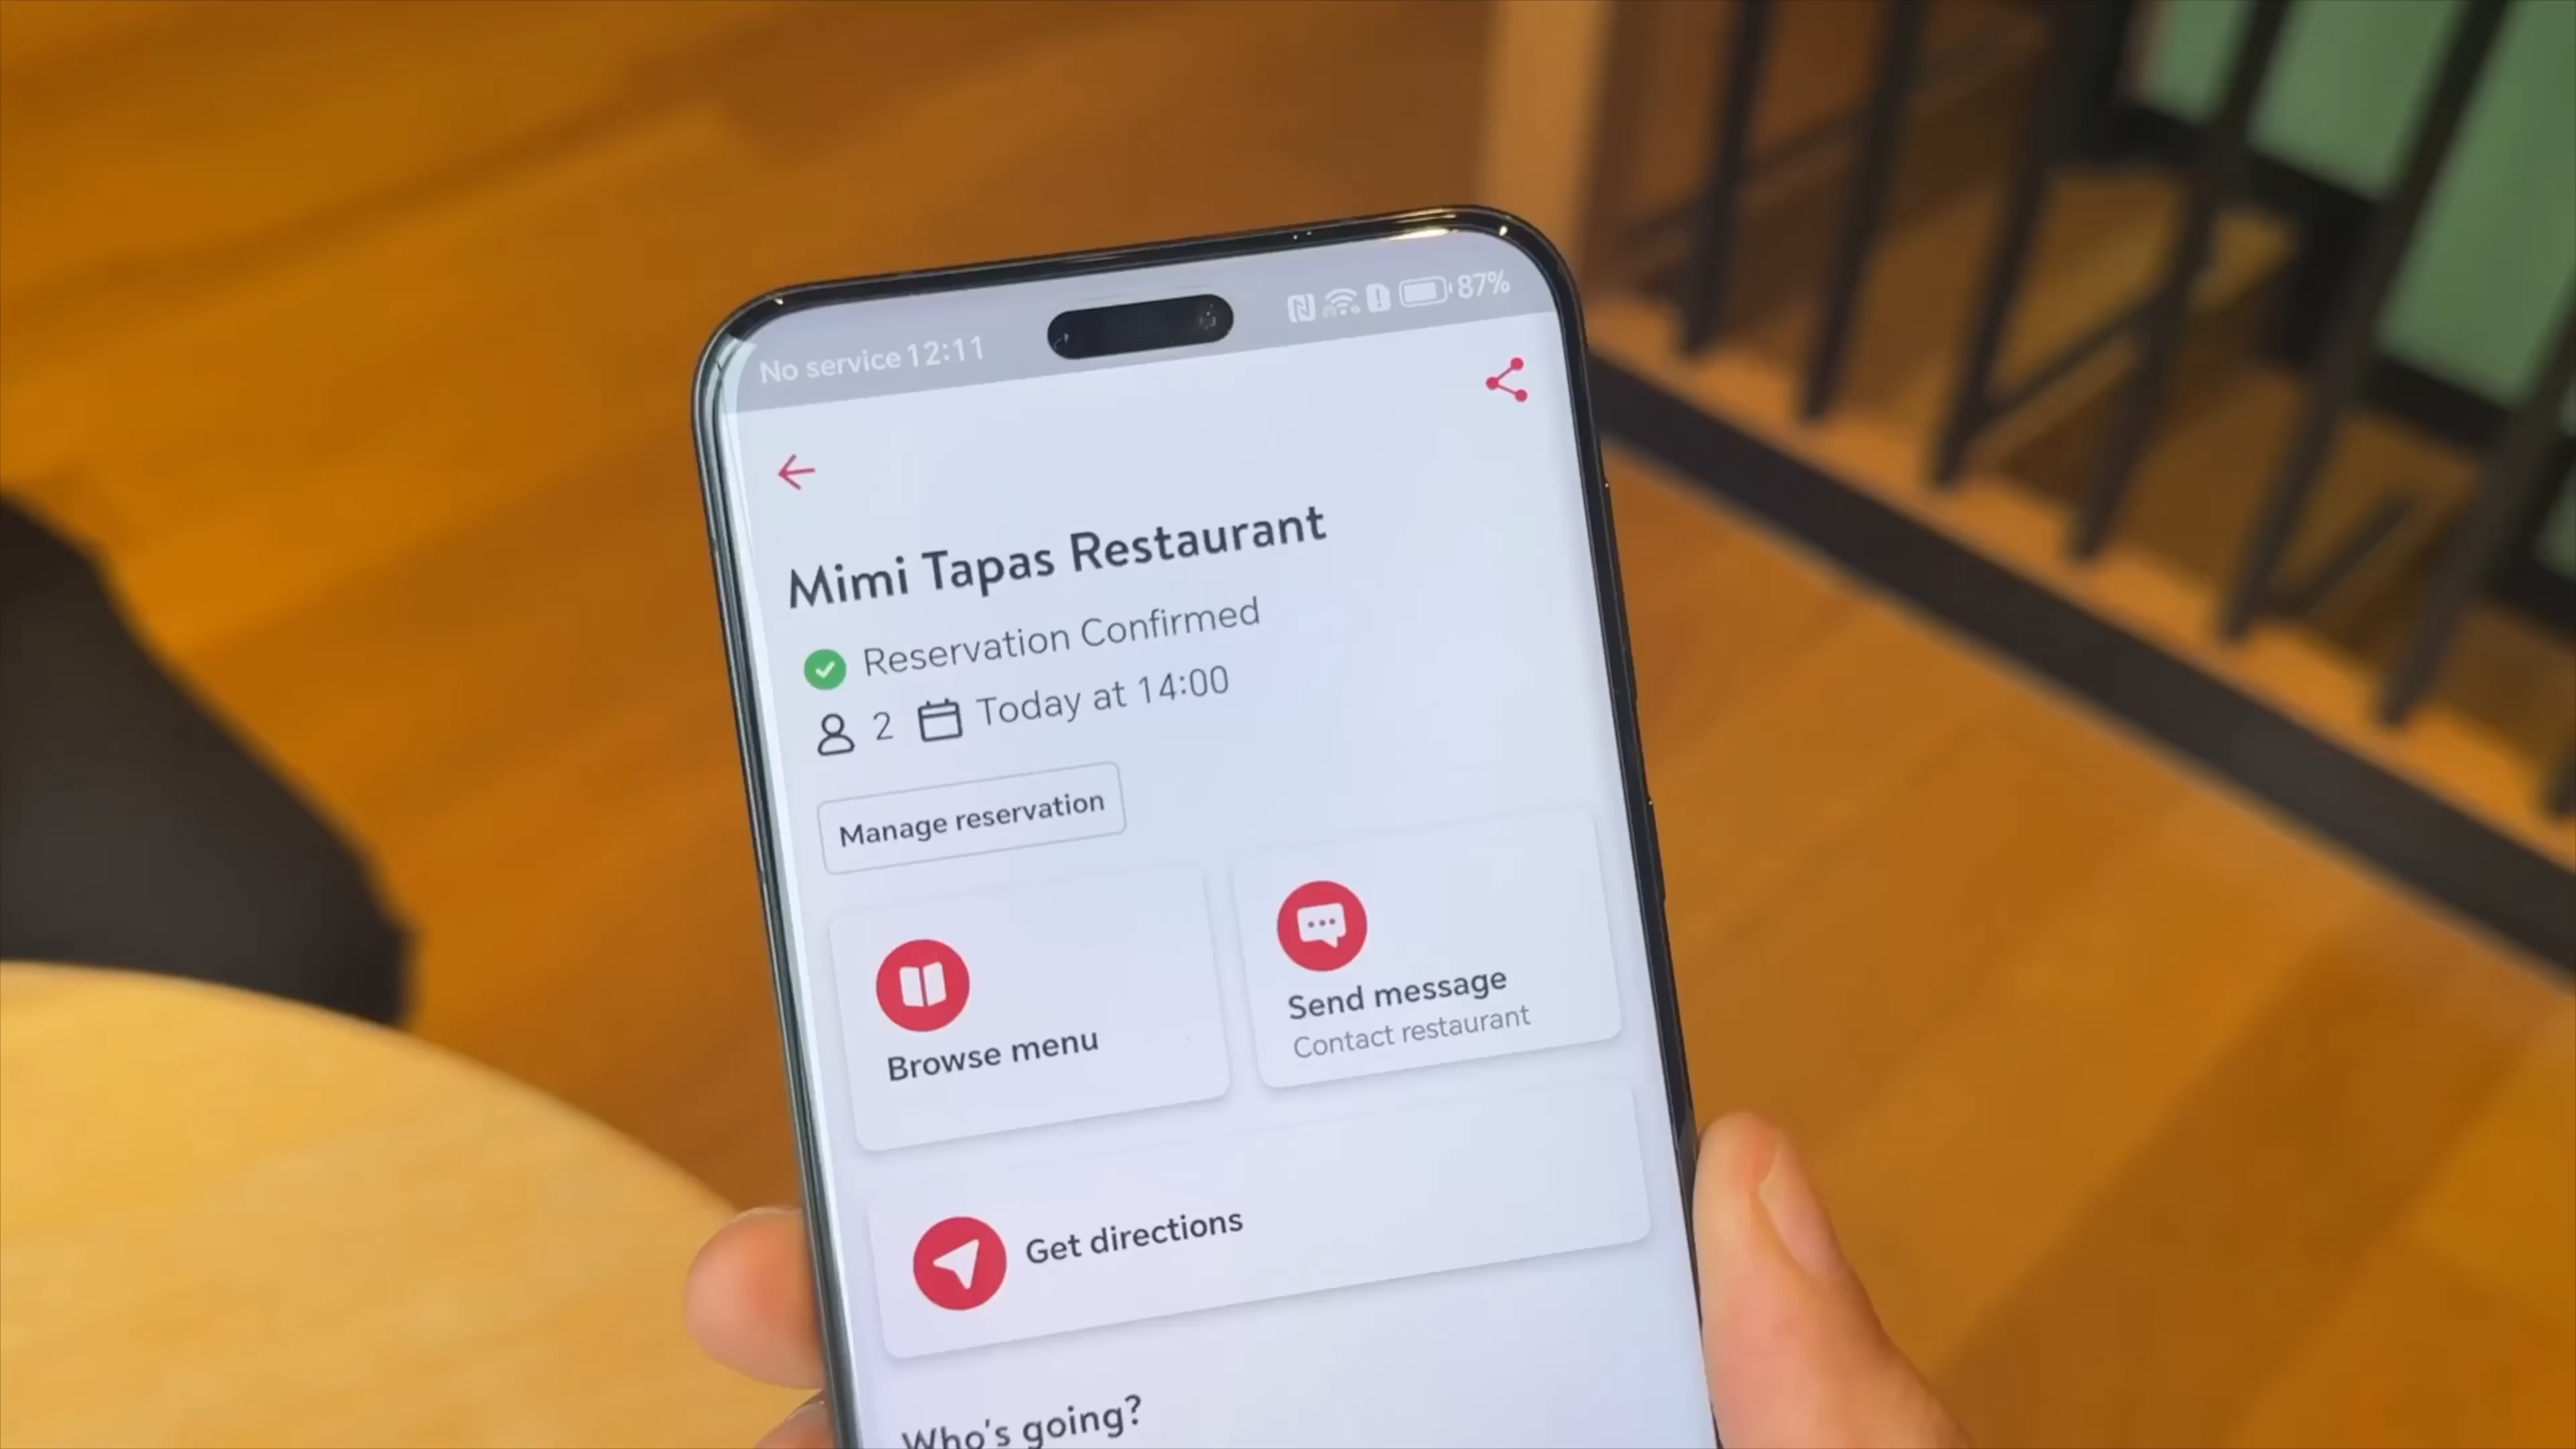 No service 12:11
87%
Mimi Tapas Restaurant
Reservation Confirmed
2 Today at 14:00
Manage reservation
Browse menu
Send message
Contact restaurant
Get directions
Who's going?